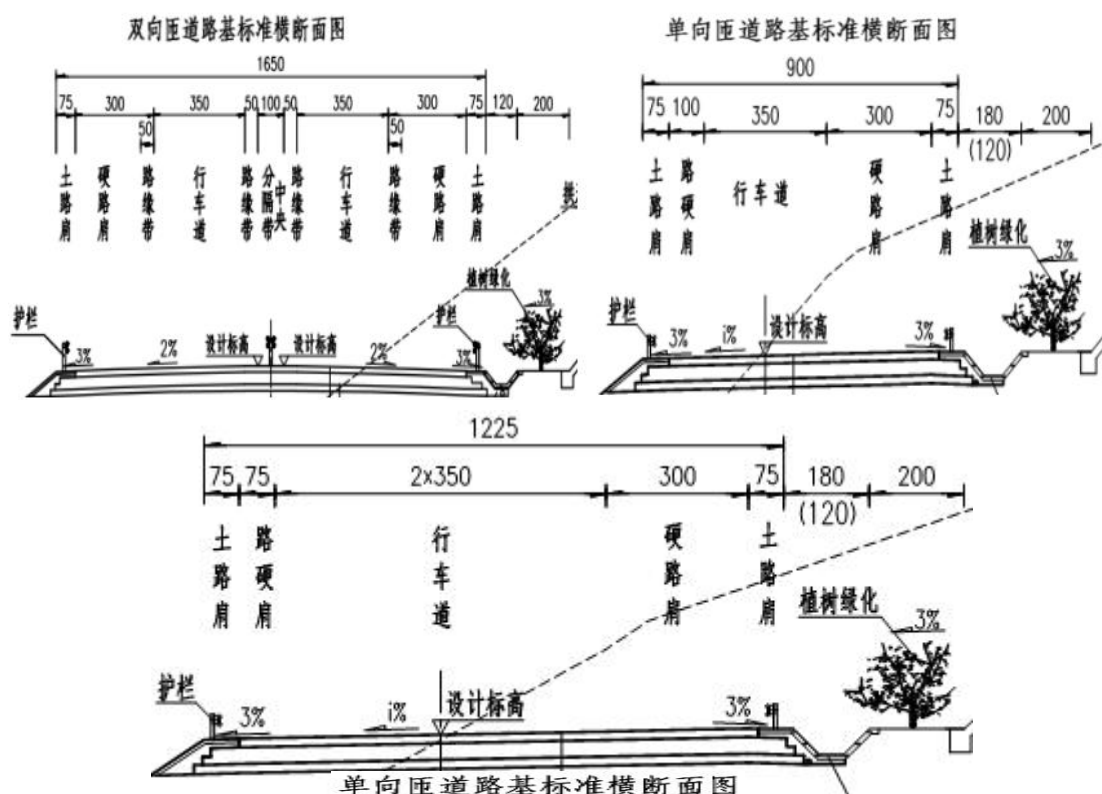 双向匝道路基标准横断面图
1650
75 300 350 50 100 50 350 300 75 120 200
50 50
土路肩 硬路肩 路缘带 行车道 路缘带 中央分隔带 路缘带 行车道 路缘带 硬路肩 土路肩
植树绿化
3%
护栏 设计标高 设计标高 护栏
3% 2% 2% 3%
单向匝道路基标准横断面图
900
75 100 350 300 75 180 200
(120)
土路肩 路硬肩 行车道 硬路肩 土路肩
植树绿化
3%
护栏 设计标高
3% i% 3%
1225
75 75 2x350 300 75 180 200
(120)
土路肩 路硬肩 行车道 硬路肩 土路肩
植树绿化
3%
护栏 设计标高
3% i% 3%
单向匝道路基标准横断面图